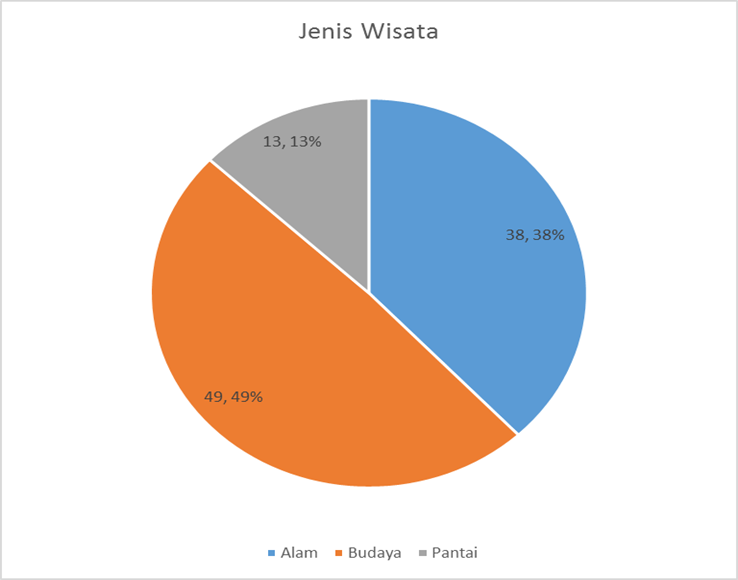 Jenis Wisata
13, 13%
38, 38%
49, 49%
Alam Budaya Pantai